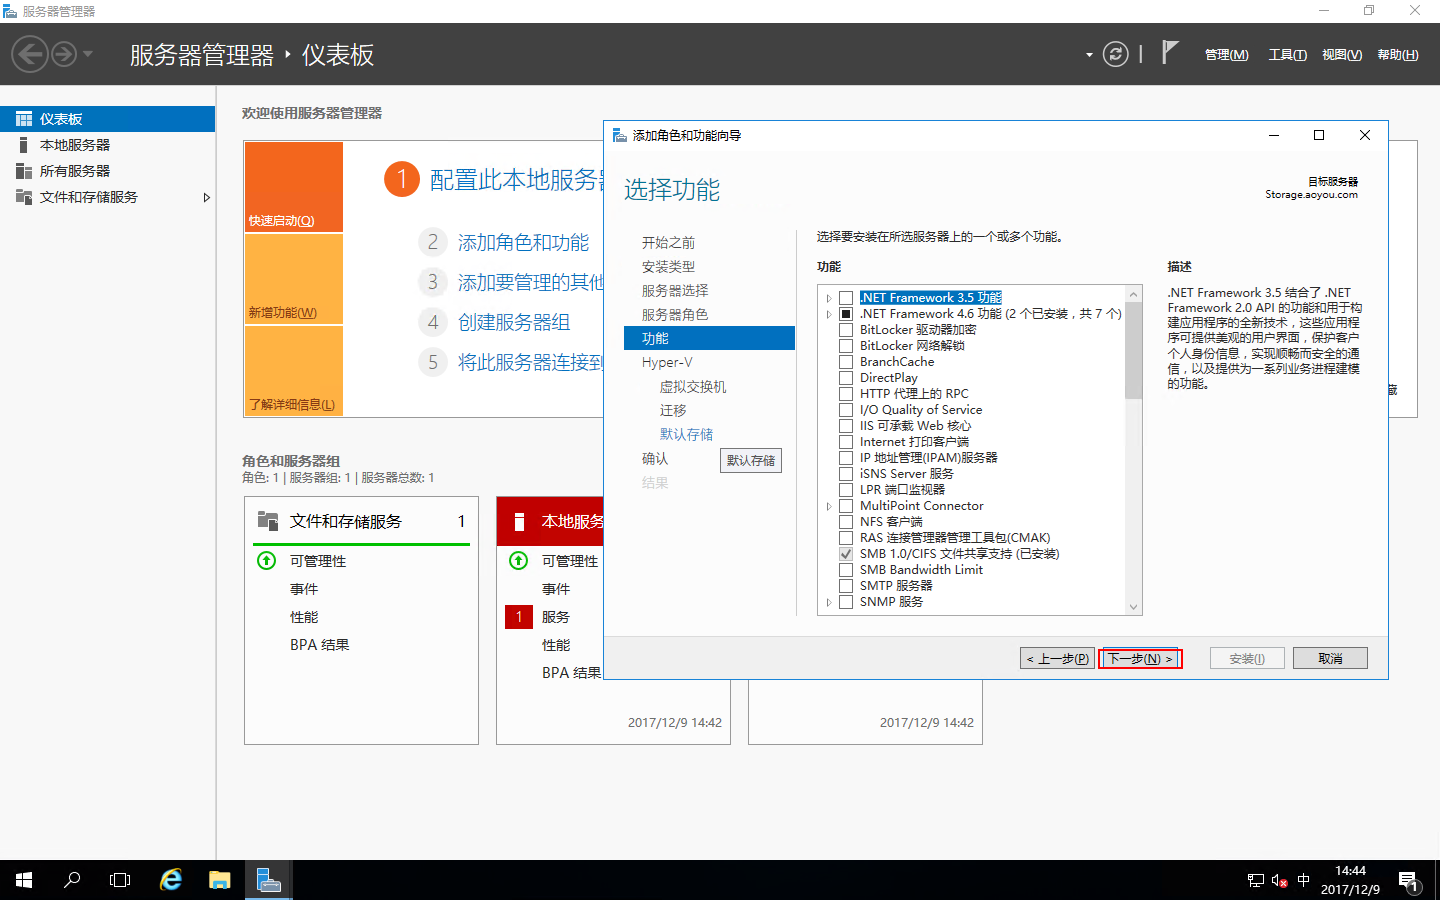 服务器管理器
服务器管理器 · 仪表板
管理(M)
工具(T)
视图(V)
帮助(H)
仪表板
本地服务器
所有服务器
文件和存储服务
欢迎使用服务器管理器
快速启动(Q)
新增功能(W)
了解详细信息(L)
1 配置此本地服务
2 添加角色和功能
3 添加要管理的其他
4 创建服务器组
5 将此服务器连接到
角色和服务器组
角色: 1 | 服务器组: 1 | 服务器总数: 1
文件和存储服务 1
可管理性
事件
性能
BPA 结果
本地服务
可管理性
事件
1 服务
性能
BPA 结果
2017/12/9 14:42
2017/12/9 14:42
添加角色和功能向导
选择功能
目标服务器
Storage.aoyou.com
开始之前
安装类型
服务器选择
服务器角色
功能
Hyper-V
虚拟交换机
迁移
默认存储
确认
结果
默认存储
选择要安装在所选服务器上的一个或多个功能。
功能
.NET Framework 3.5 功能
.NET Framework 4.6 功能 (2 个已安装，共 7 个)
BitLocker 驱动器加密
BitLocker 网络解锁
BranchCache
DirectPlay
HTTP 代理上的 RPC
I/O Quality of Service
IIS 可承载 Web 核心
Internet 打印客户端
IP 地址管理(IPAM)服务器
iSNS Server 服务
LPR 端口监视器
MultiPoint Connector
NFS 客户端
RAS 连接管理器管理工具包(CMAK)
SMB 1.0/CIFS 文件共享支持 (已安装)
SMB Bandwidth Limit
SMTP 服务器
SNMP 服务
描述
.NET Framework 3.5 结合了 .NET
Framework 2.0 API 的功能和用于构
建应用程序的全新技术，这些应用程
序可提供美观的用户界面，保护客户
个人身份信息，实现顺畅而安全的通
信，以及提供为一系列业务进程建模
的功能。
< 上一步(P)
下一步(N) >
安装(I)
取消
中
14:44
2017/12/9
1